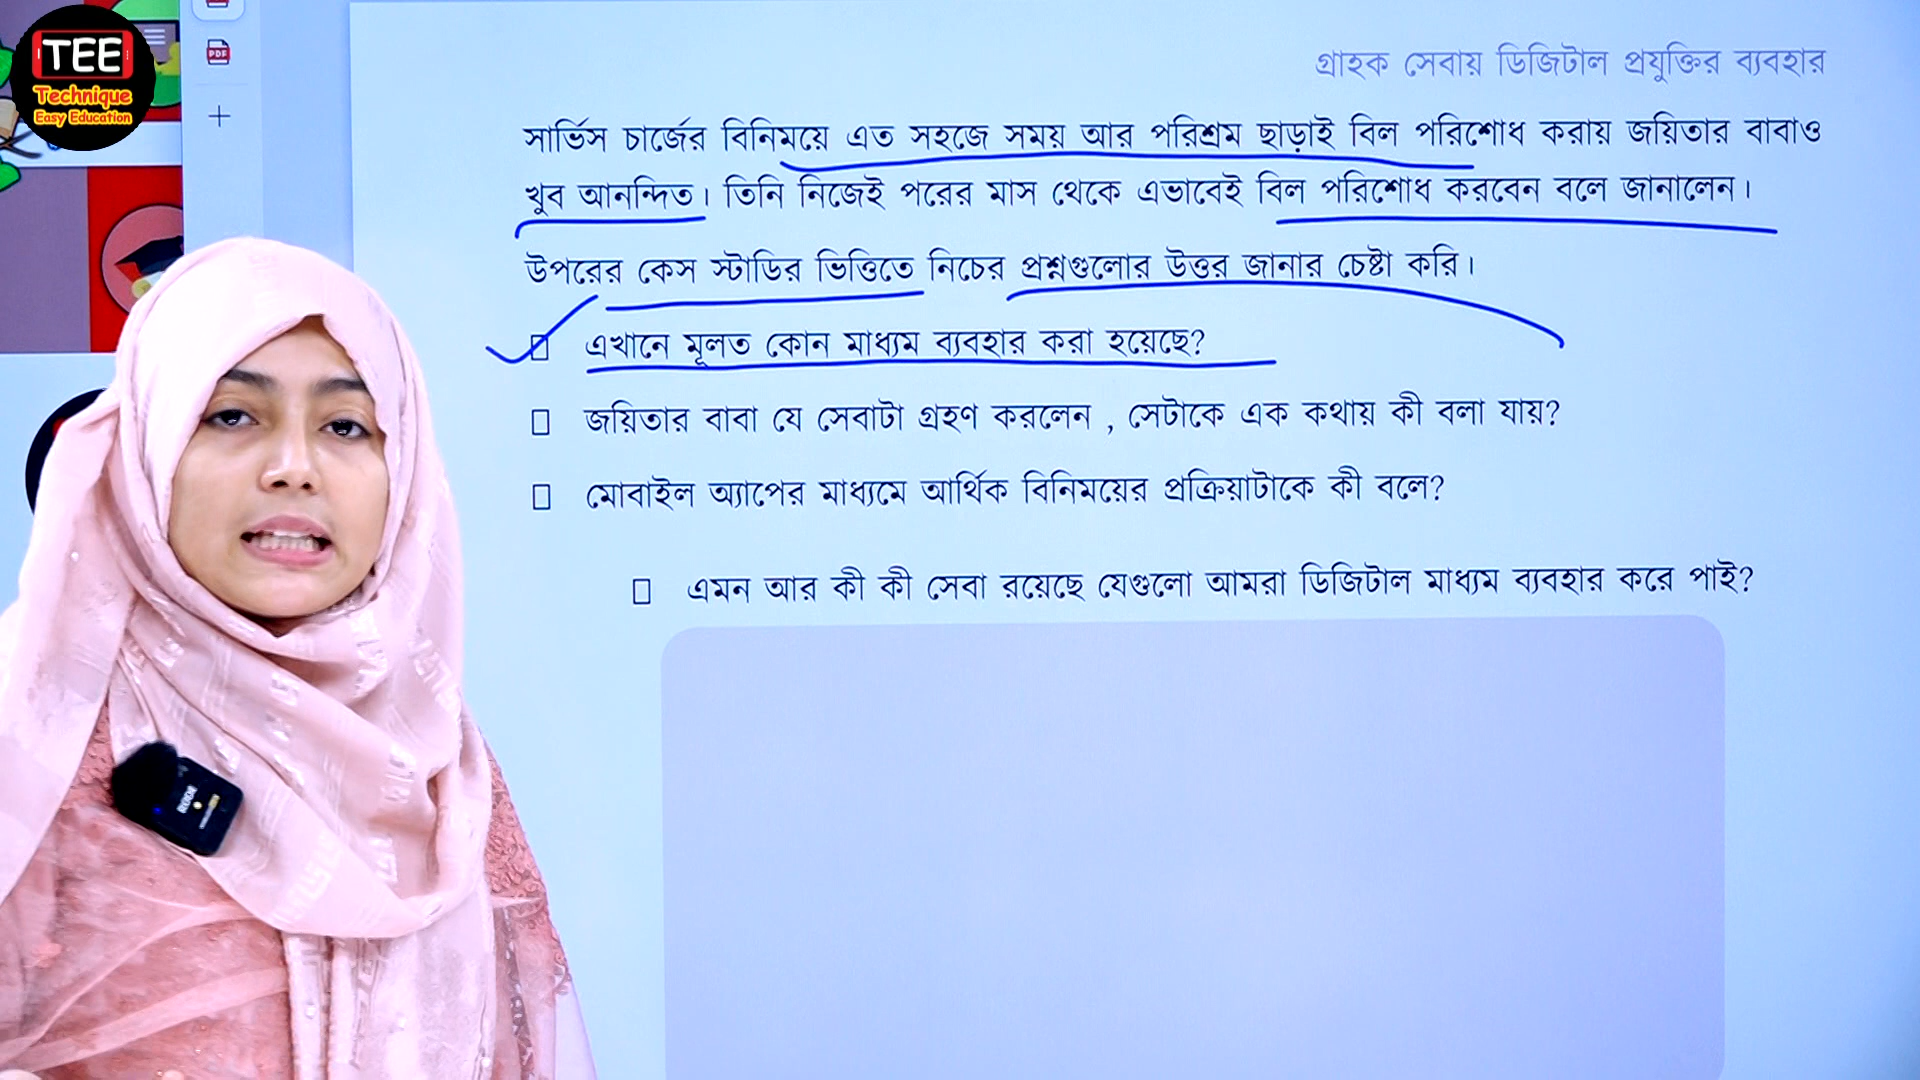 TEE
Technique
Easy Education
PDF
গ্রাহক সেবায় ডিজিটাল প্রযুক্তির ব্যবহার
সার্ভিস চার্জের বিনিময়ে এত সহজে সময় আর পরিশ্রম ছাড়াই বিল পরিশোধ করায় জয়িতার বাবাও
খুব আনন্দিত। তিনি নিজেই পরের মাস থেকে এভাবেই বিল পরিশোধ করবেন বলে জানালেন।
উপরের কেস স্টাডির ভিত্তিতে নিচের প্রশ্নগুলোর উত্তর জানার চেষ্টা করি।
এখানে মূলত কোন মাধ্যম ব্যবহার করা হয়েছে?
জয়িতার বাবা যে সেবাটা গ্রহণ করলেন , সেটাকে এক কথায় কী বলা যায়?
মোবাইল অ্যাপের মাধ্যমে আর্থিক বিনিময়ের প্রক্রিয়াটাকে কী বলে?
এমন আর কী কী সেবা রয়েছে যেগুলো আমরা ডিজিটাল মাধ্যম ব্যবহার করে পাই?
RODE